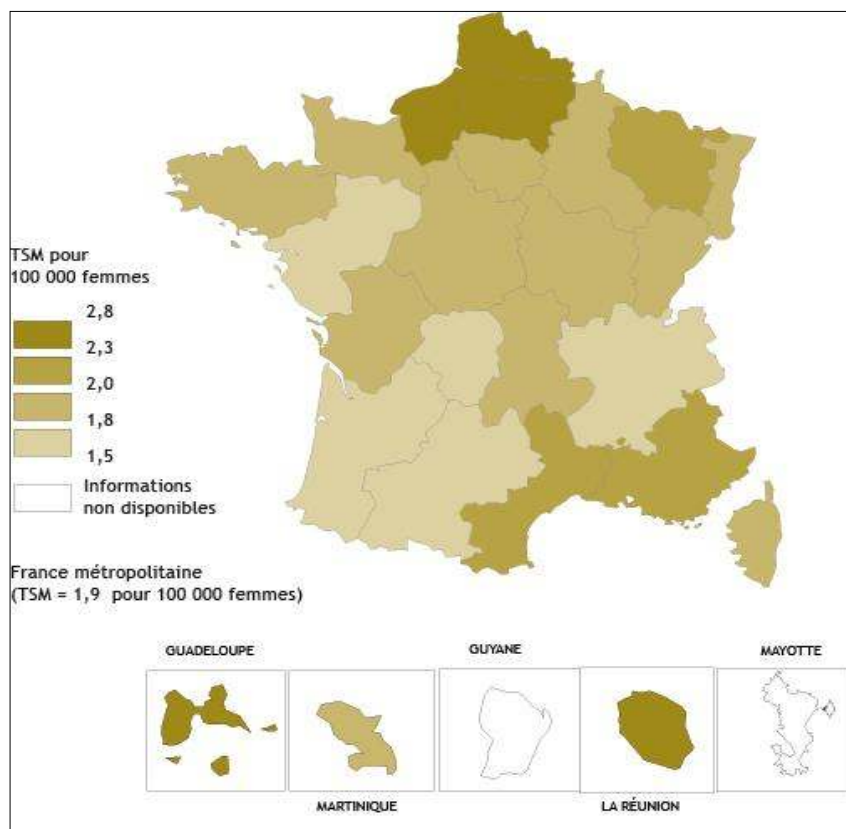 TSM pour
100 000 femmes
2,8
2,3
2,0
1,8
1,5
Informations
non disponibles
France métropolitaine
(TSM = 1,9 pour 100 000 femmes)
GUADELOUPE
GUYANE
MAYOTTE
MARTINIQUE
LA RÉUNION